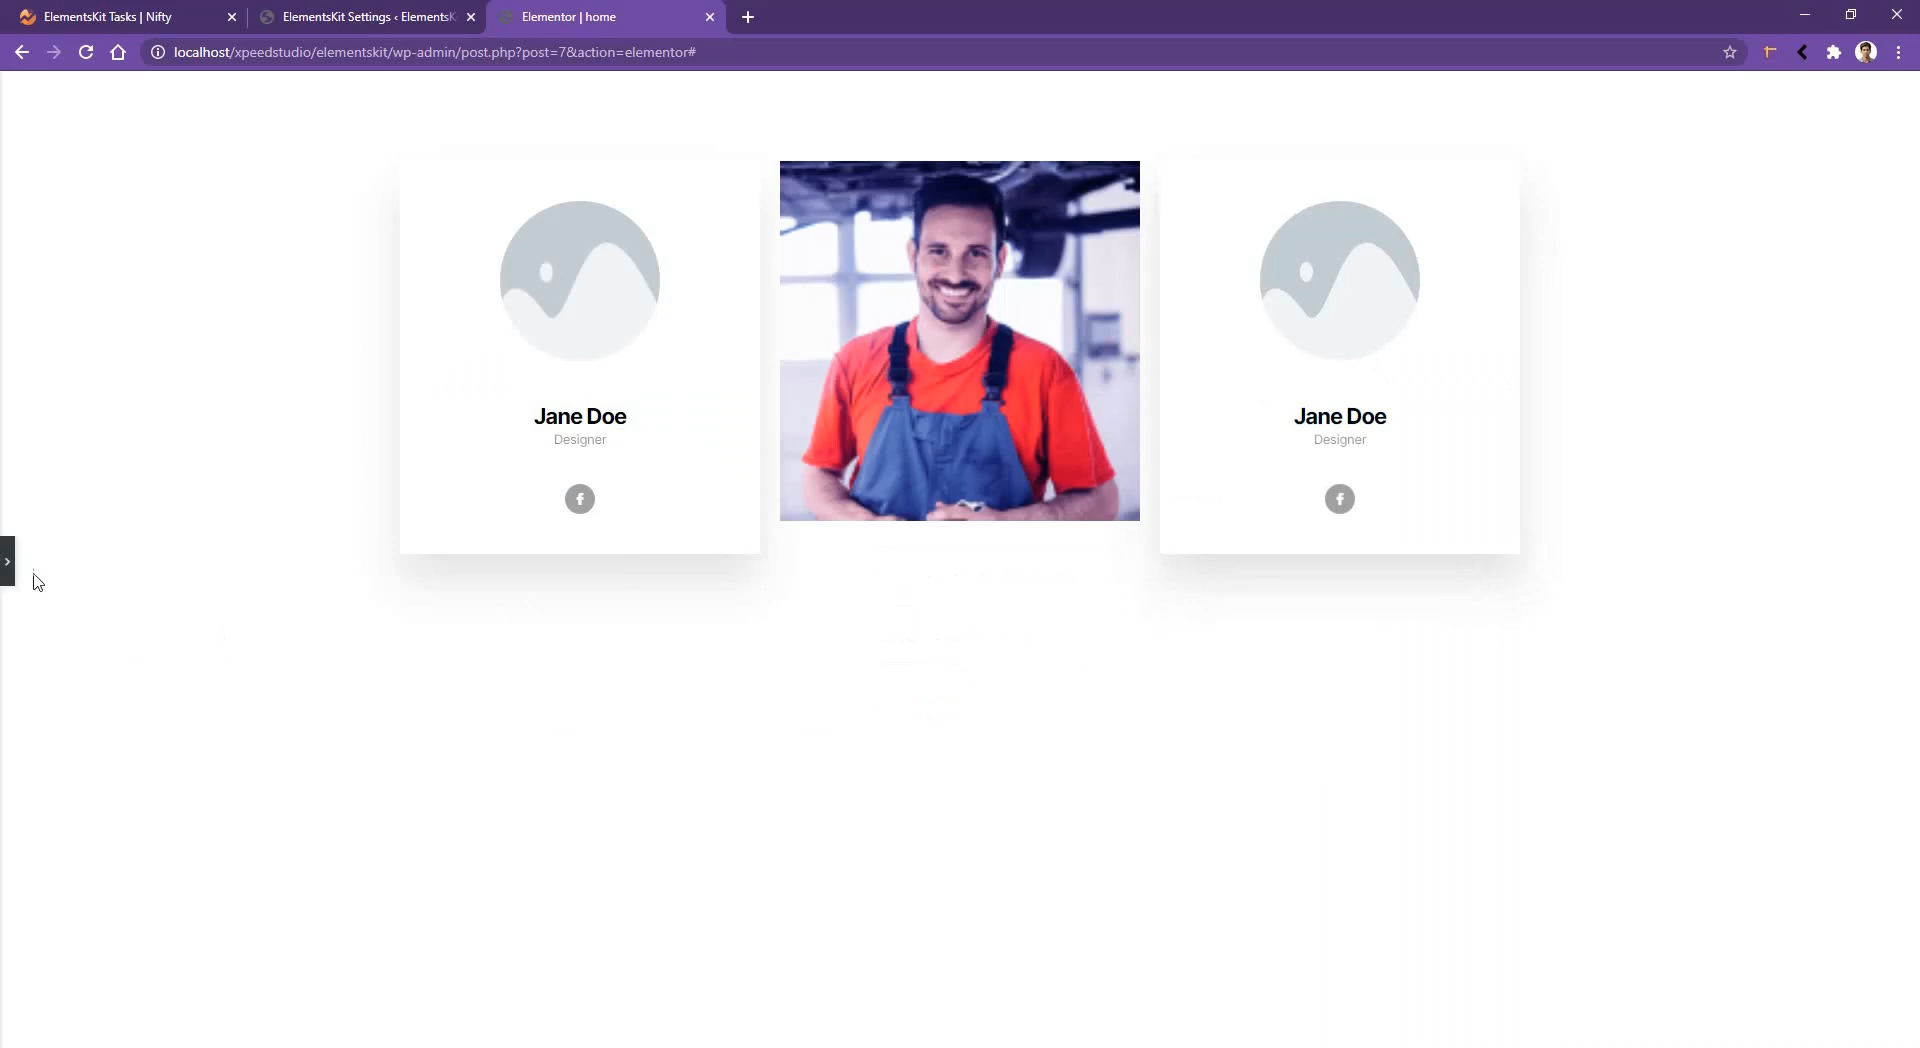 ElementsKit Tasks | Nifty
ElementsKit Settings ‹ ElementsK
Elementor | home
localhost/xpeedstudio/elementskit/wp-admin/post.php?post=7&action=elementor#
Jane Doe
Designer
Jane Doe
Designer